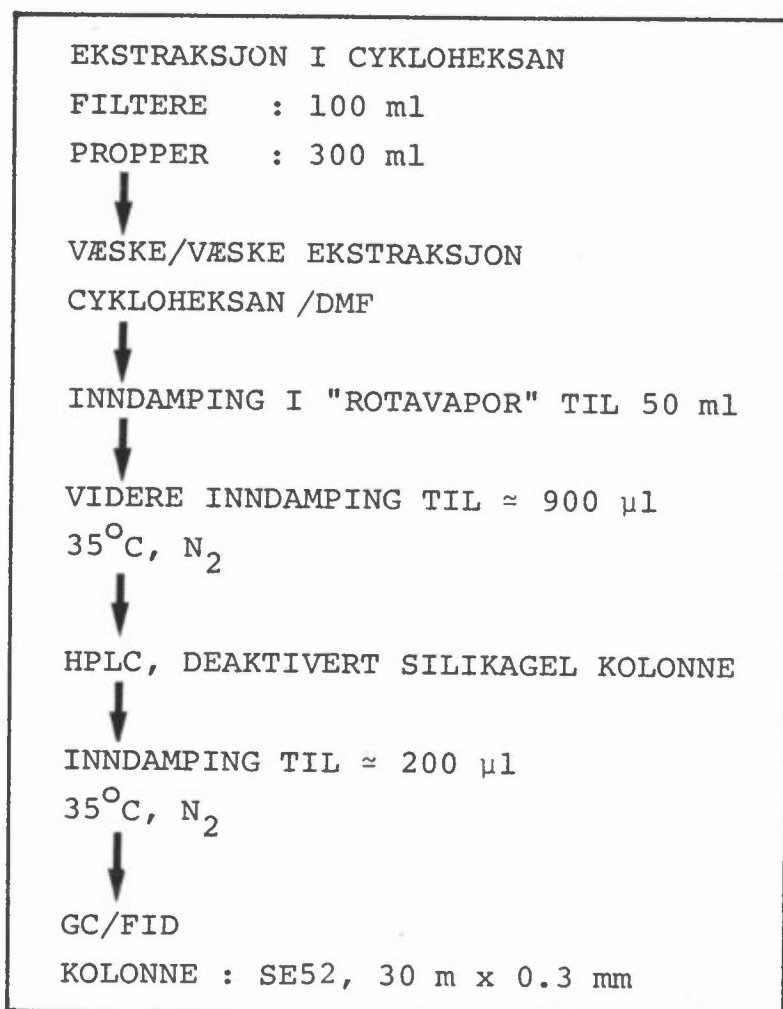 EKSTRAKSJON I CYKLOHEKSAN
FILTERE : 100 ml
PROPPER : 300 ml
VÆSKE/VÆSKE EKSTRAKSJON
CYKLOHEKSAN /DMF
INNDAMPING I "ROTAVAPOR" TIL 50 ml
VIDERE INNDAMPING TIL ≃ 900 µl
35°C, N₂
HPLC, DEAKTIVERT SILIKAGEL KOLONNE
INNDAMPING TIL ≃ 200 µl
35°C, N₂
GC/FID
KOLONNE : SE52, 30 m x 0.3 mm